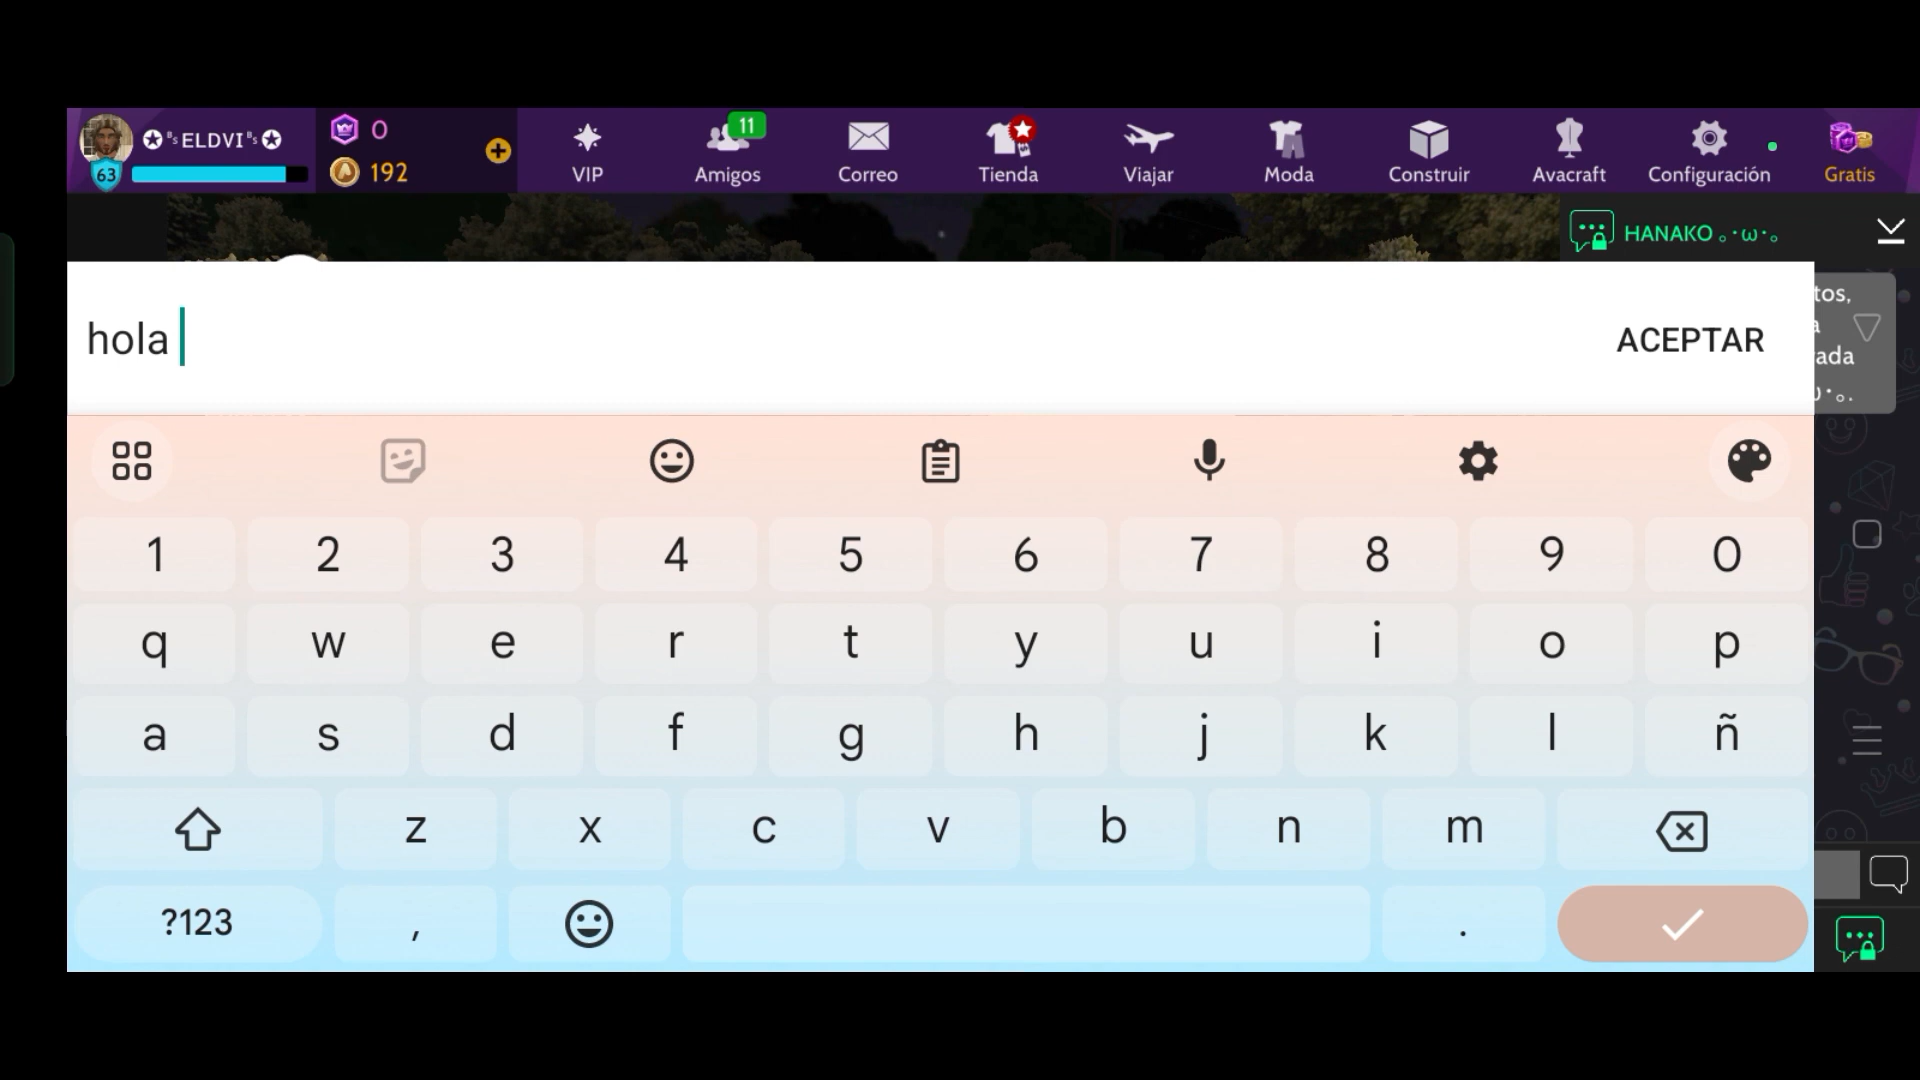 ✪ᴮsELDVIᴮs✪
63
0
192
VIP
11
Amigos
Correo
Tienda
Viajar
Moda
Construir
Avacraft
Configuración
Gratis
HANAKO ｡･ω･｡
hola
ACEPTAR
tos,
a
ada
ω･｡.
1 2 3 4 5 6 7 8 9 0
q w e r t y u i o p
a s d f g h j k l ñ
z x c v b n m
?123 , .